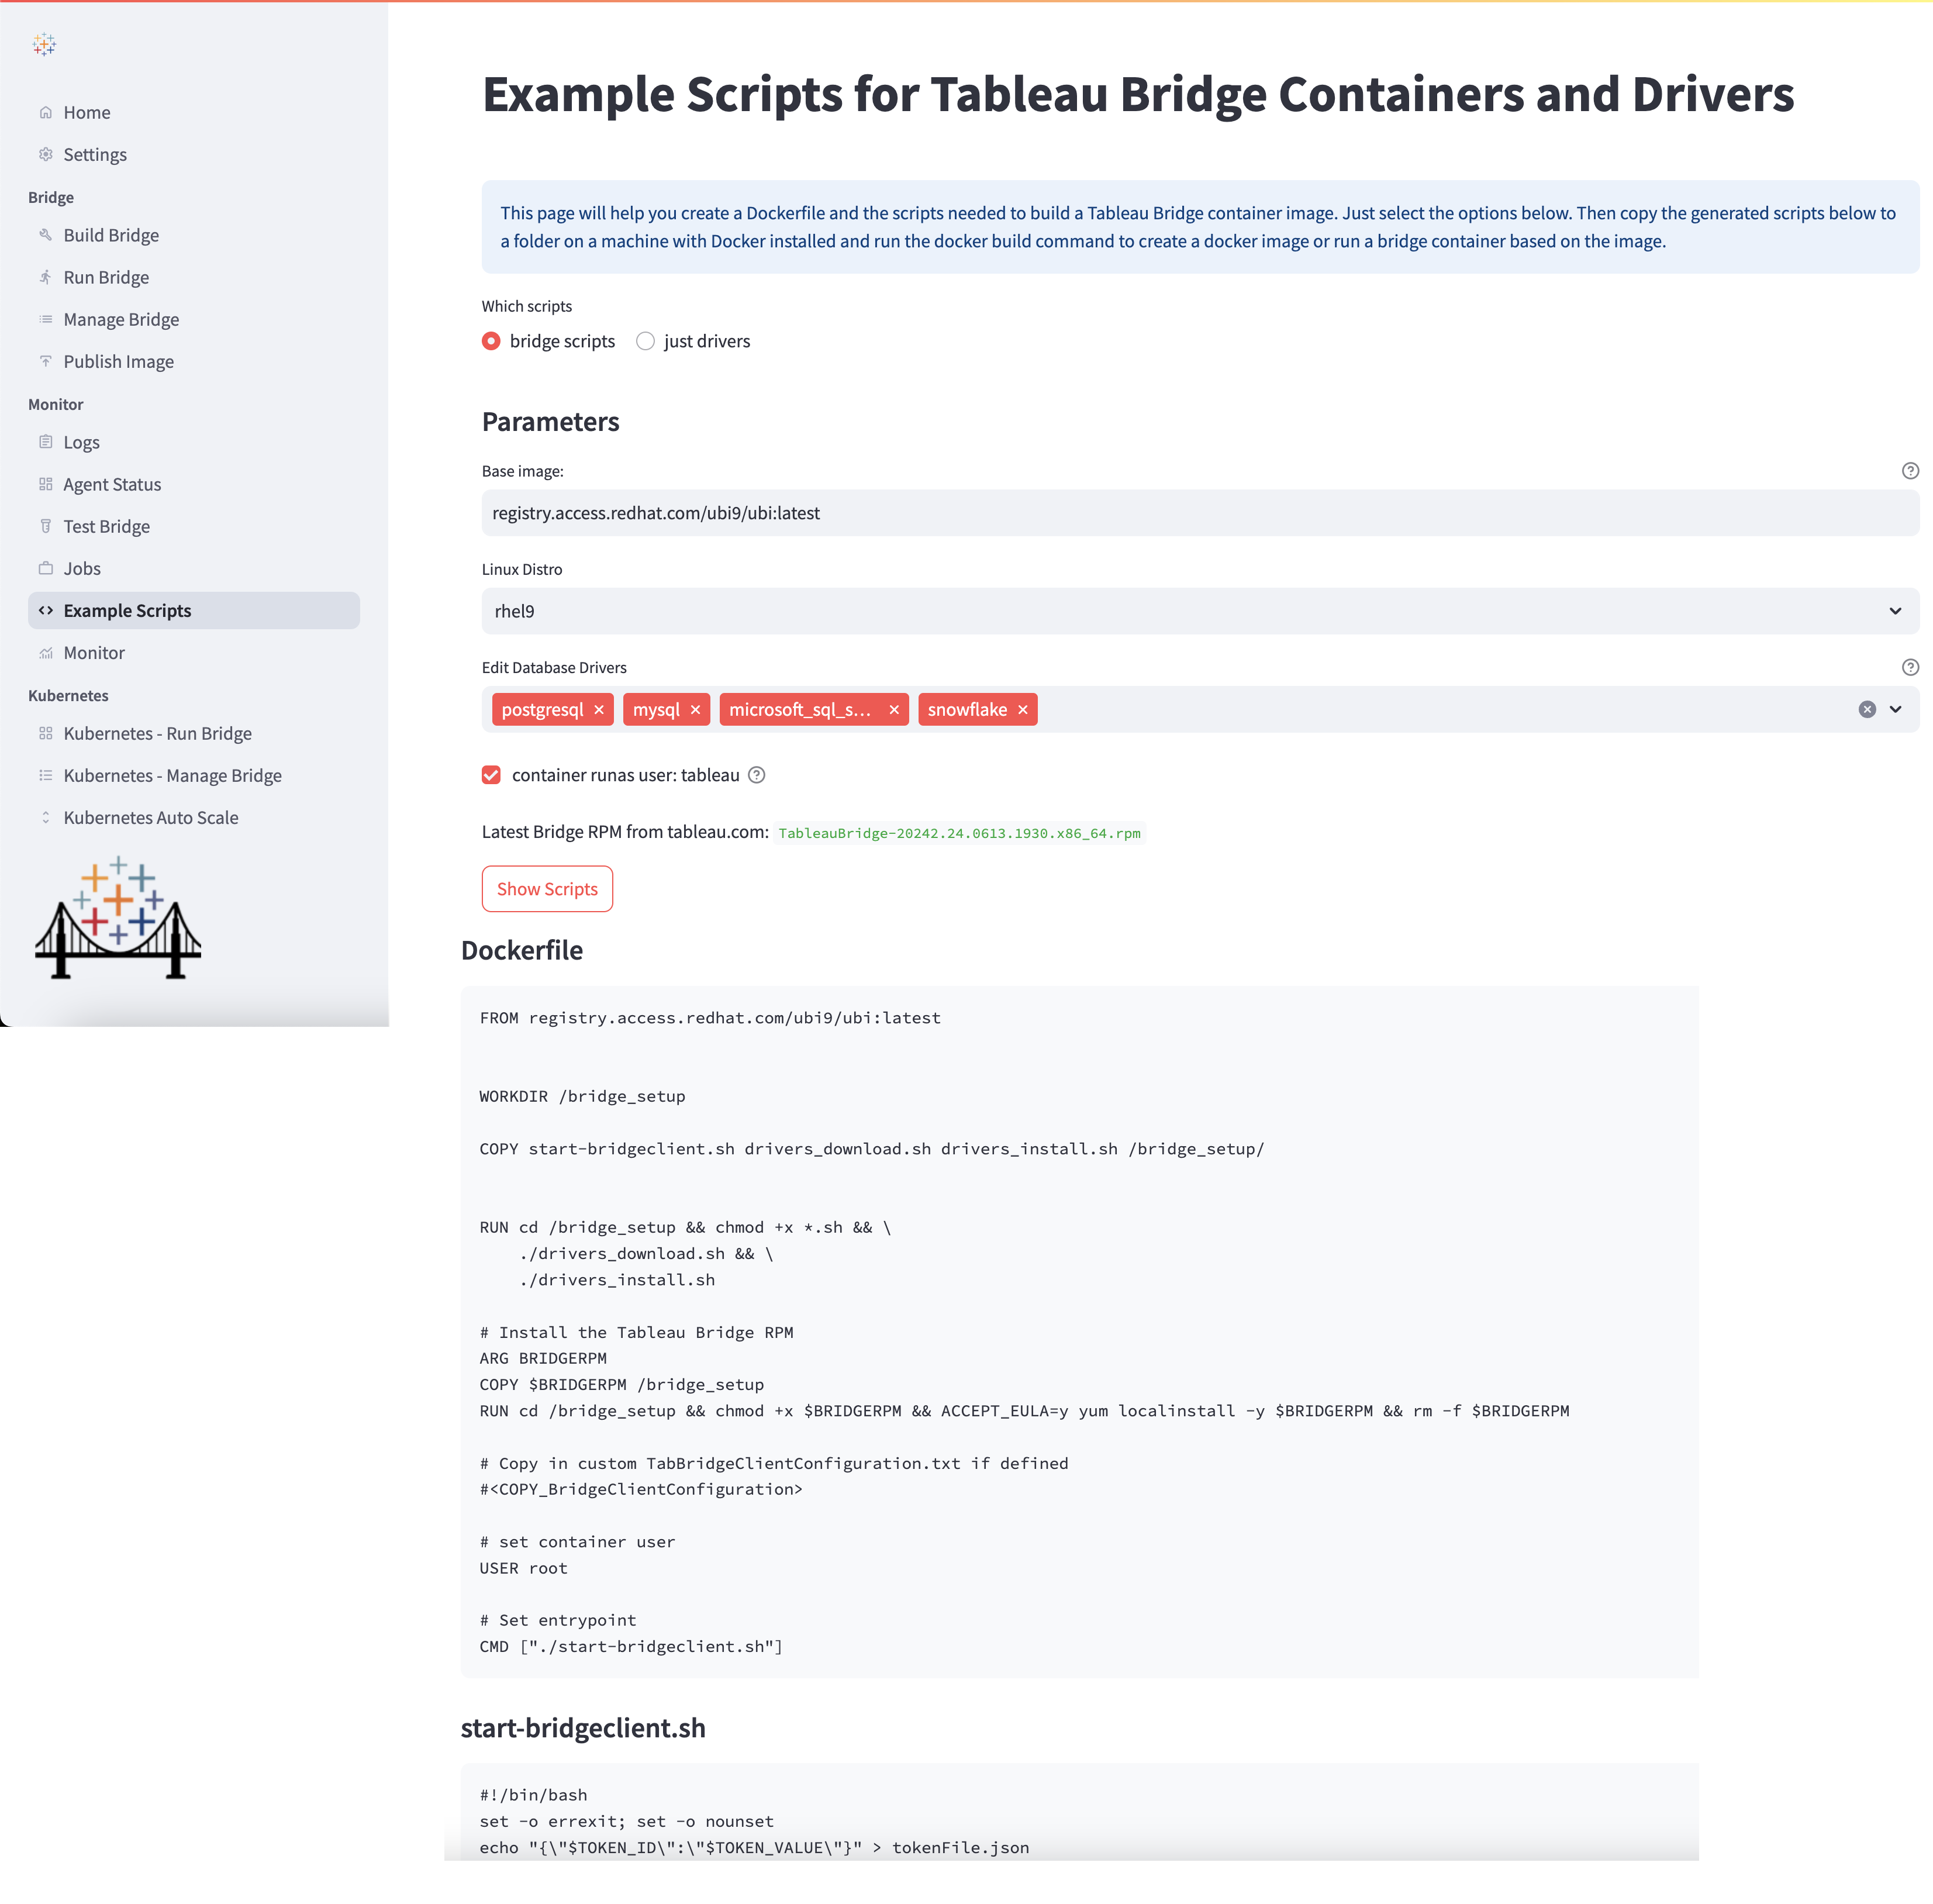 Home
Settings
Bridge
Build Bridge
Run Bridge
Manage Bridge
Publish Image
Monitor
Logs
Agent Status
Test Bridge
Jobs
Example Scripts
Monitor
Kubernetes
Kubernetes - Run Bridge
Kubernetes - Manage Bridge
Kubernetes Auto Scale
Example Scripts for Tableau Bridge Containers and Drivers
This page will help you create a Dockerfile and the scripts needed to build a Tableau Bridge container image. Just select the options below. Then copy the generated scripts below to
a folder on a machine with Docker installed and run the docker build command to create a docker image or run a bridge container based on the image.
Which scripts
bridge scripts just drivers
Parameters
Base image:
registry.access.redhat.com/ubi9/ubi:latest
Linux Distro
rhel9
Edit Database Drivers
postgresql mysql microsoft_sql_s... snowflake
container runas user: tableau
Latest Bridge RPM from tableau.com: TableauBridge-20242.24.0613.1930.x86_64.rpm
Show Scripts
Dockerfile
FROM registry.access.redhat.com/ubi9/ubi:latest
WORKDIR /bridge_setup
COPY start-bridgeclient.sh drivers_download.sh drivers_install.sh /bridge_setup/
RUN cd /bridge_setup && chmod +x *.sh && \
    ./drivers_download.sh && \
    ./drivers_install.sh
# Install the Tableau Bridge RPM
ARG BRIDGERPM
COPY $BRIDGERPM /bridge_setup
RUN cd /bridge_setup && chmod +x $BRIDGERPM && ACCEPT_EULA=y yum localinstall -y $BRIDGERPM && rm -f $BRIDGERPM
# Copy in custom TabBridgeClientConfiguration.txt if defined
#<COPY_BridgeClientConfiguration>
# set container user
USER root
# Set entrypoint
CMD ["./start-bridgeclient.sh"]
start-bridgeclient.sh
#!/bin/bash
set -o errexit; set -o nounset
echo "{\"$TOKEN_ID\":\"$TOKEN_VALUE\"}" > tokenFile.json